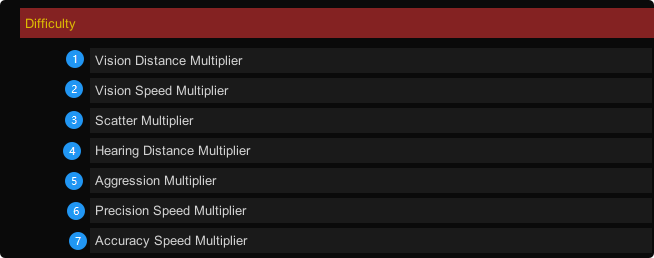 Difficulty
1 Vision Distance Multiplier
2 Vision Speed Multiplier
3 Scatter Multiplier
4 Hearing Distance Multiplier
5 Aggression Multiplier
6 Precision Speed Multiplier
7 Accuracy Speed Multiplier